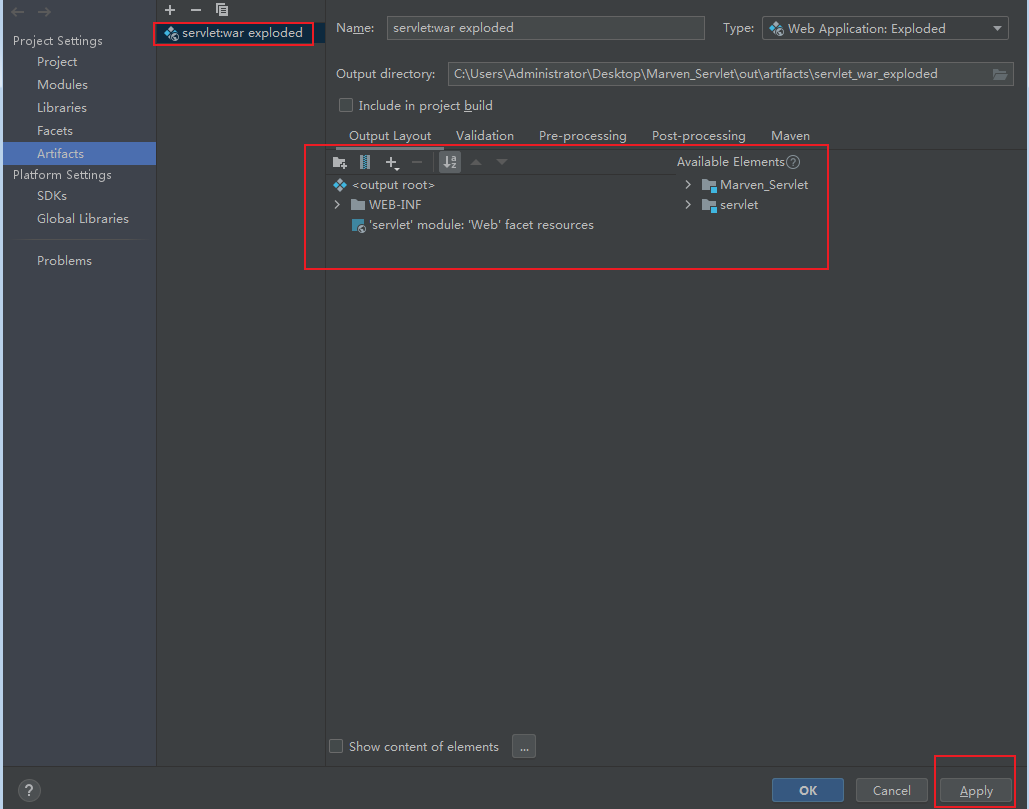 Project Settings
Project
Modules
Libraries
Facets
Artifacts
Platform Settings
SDKs
Global Libraries
Problems
servlet:war exploded
Name: servlet:war exploded Type: Web Application: Exploded
Output directory: C:\Users\Administrator\Desktop\Marven_Servlet\out\artifacts\servlet_war_exploded
Include in project build
Output Layout Validation Pre-processing Post-processing Maven
Available Elements ?
<output root>
WEB-INF
'servlet' module: 'Web' facet resources
Marven_Servlet
servlet
Show content of elements ...
? OK Cancel Apply